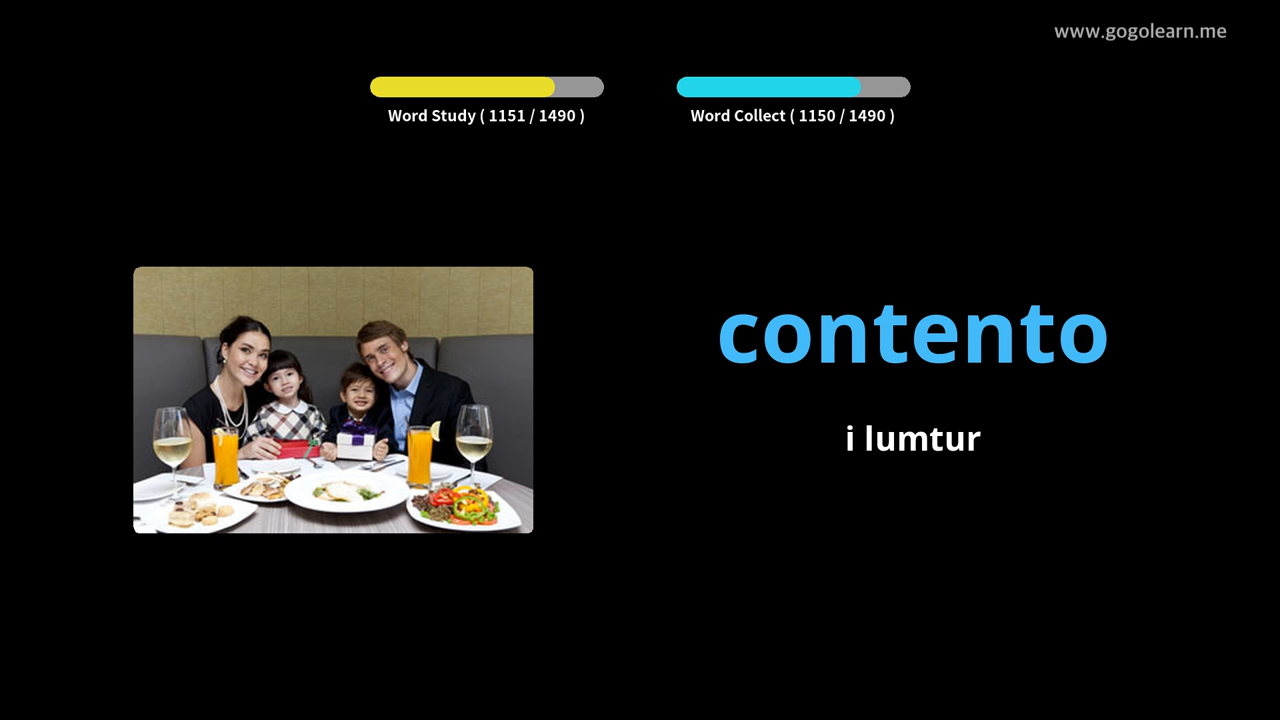 www.gogolearn.me
Word Study ( 1151 / 1490 )
Word Collect ( 1150 / 1490 )
contento
i lumtur